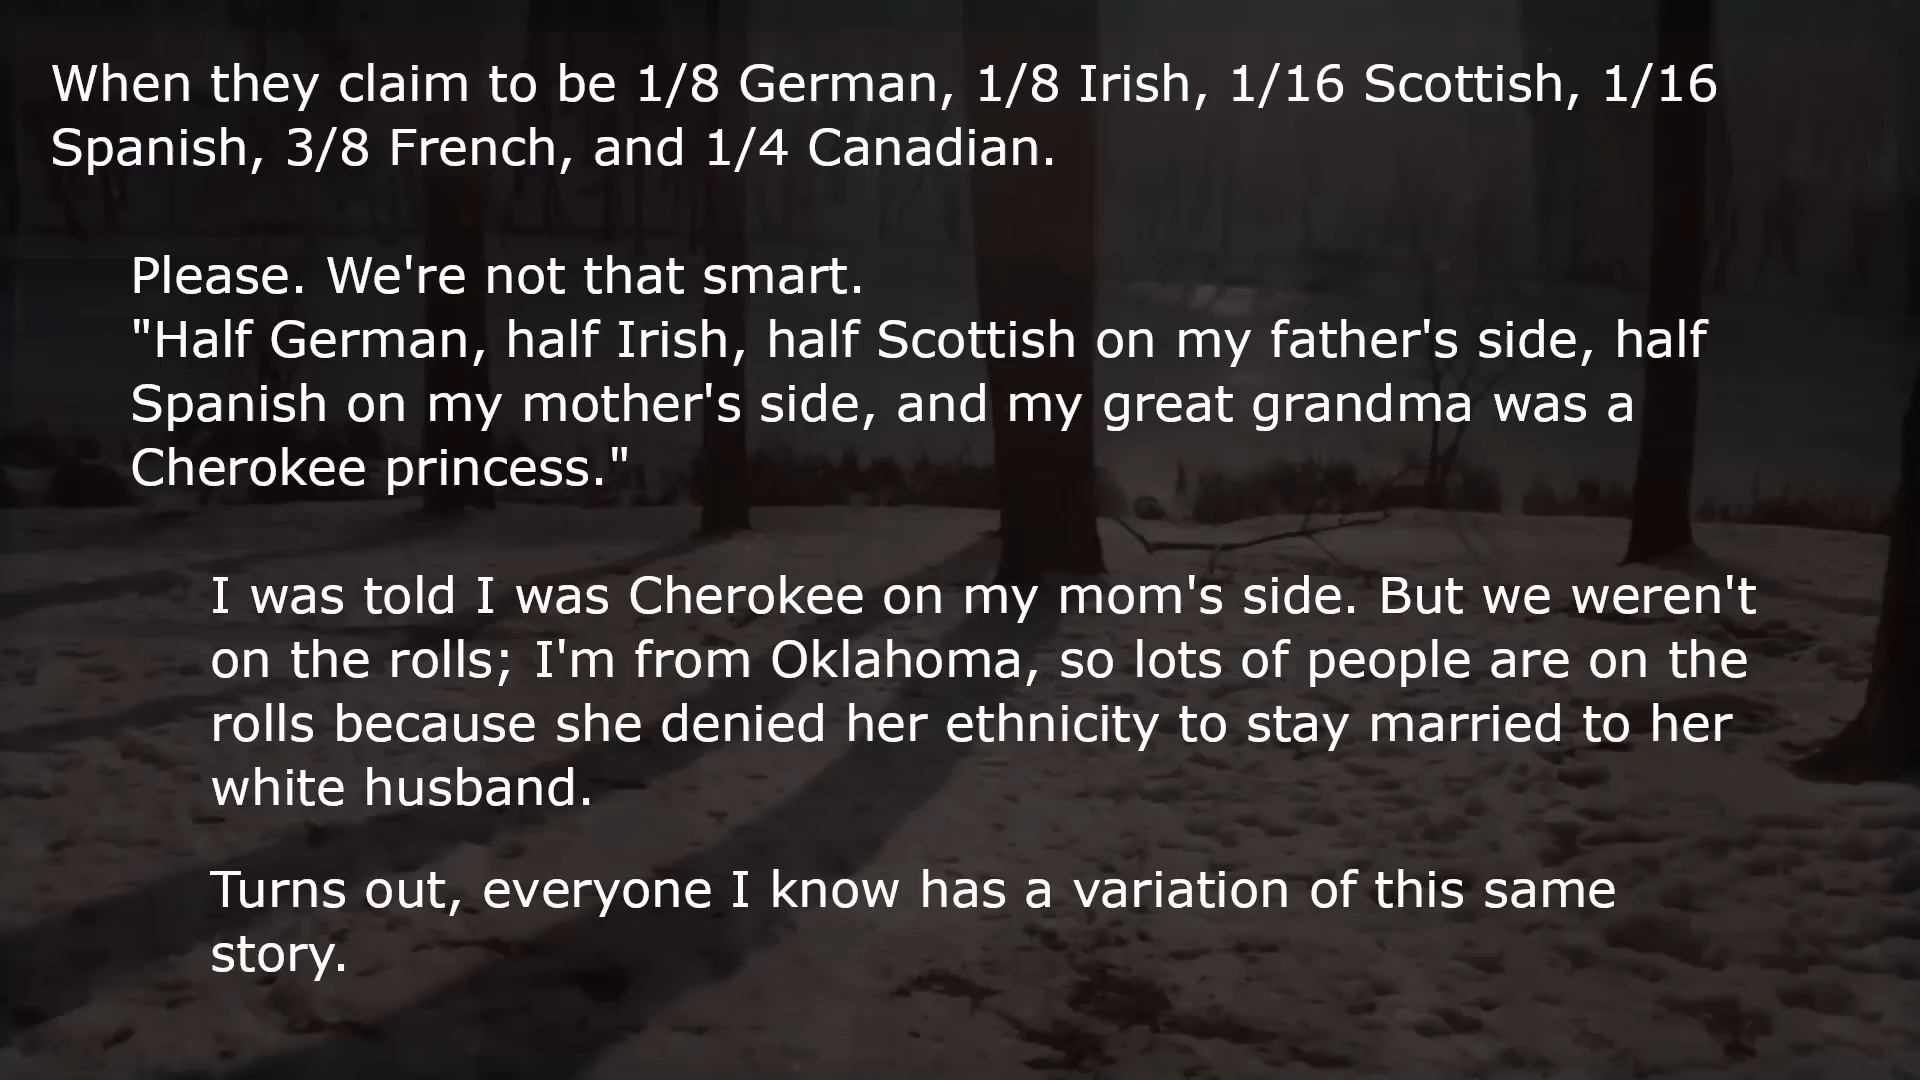 When they claim to be 1/8 German, 1/8 Irish, 1/16 Scottish, 1/16
Spanish, 3/8 French, and 1/4 Canadian.
Please. We're not that smart.
"Half German, half Irish, half Scottish on my father's side, half
Spanish on my mother's side, and my great grandma was a
Cherokee princess."
I was told I was Cherokee on my mom's side. But we weren't
on the rolls; I'm from Oklahoma, so lots of people are on the
rolls because she denied her ethnicity to stay married to her
white husband.
Turns out, everyone I know has a variation of this same
story.